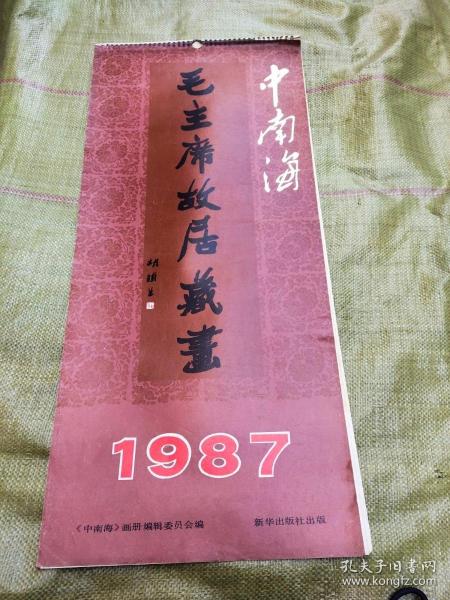 中南海
毛主席故居藏畫
1987
《中南海》画册编辑委员会编
新华出版社出版
孔夫子旧书网
www.kongfz.com